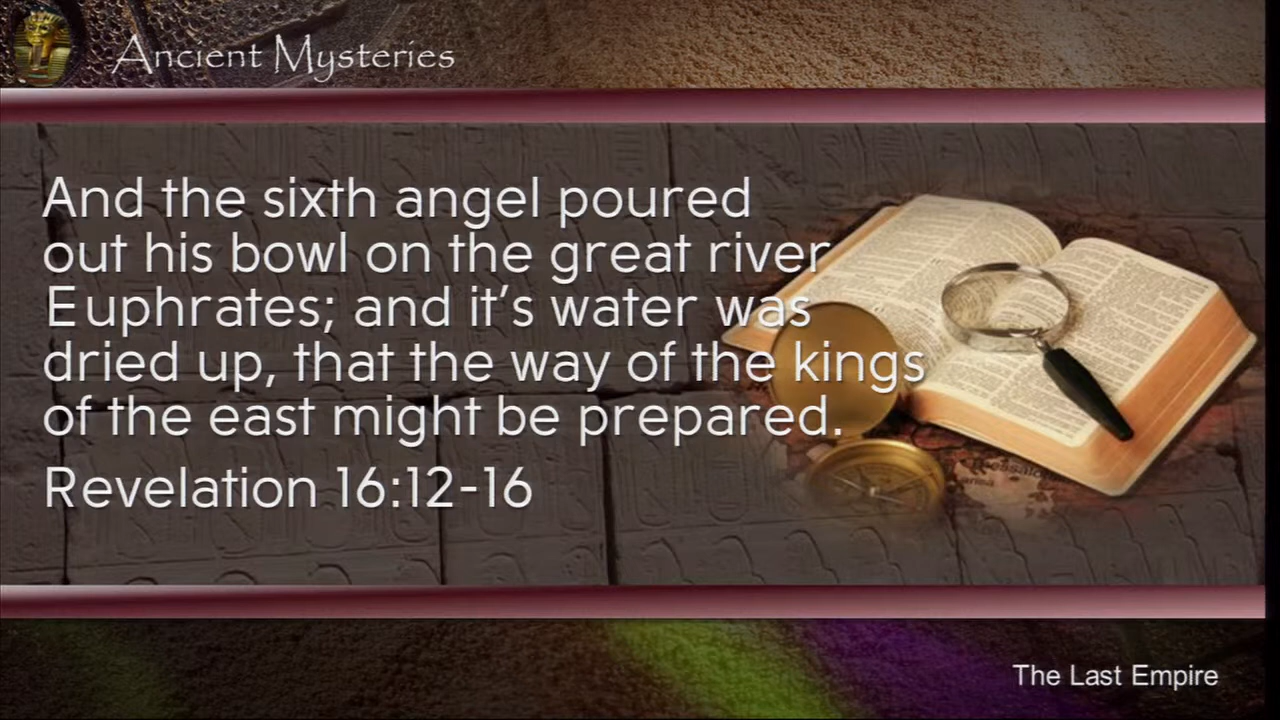 Ancient Mysteries
And the sixth angel poured
out his bowl on the great river
Euphrates; and it's water was
dried up, that the way of the kings
of the east might be prepared.
Revelation 16:12-16
The Last Empire